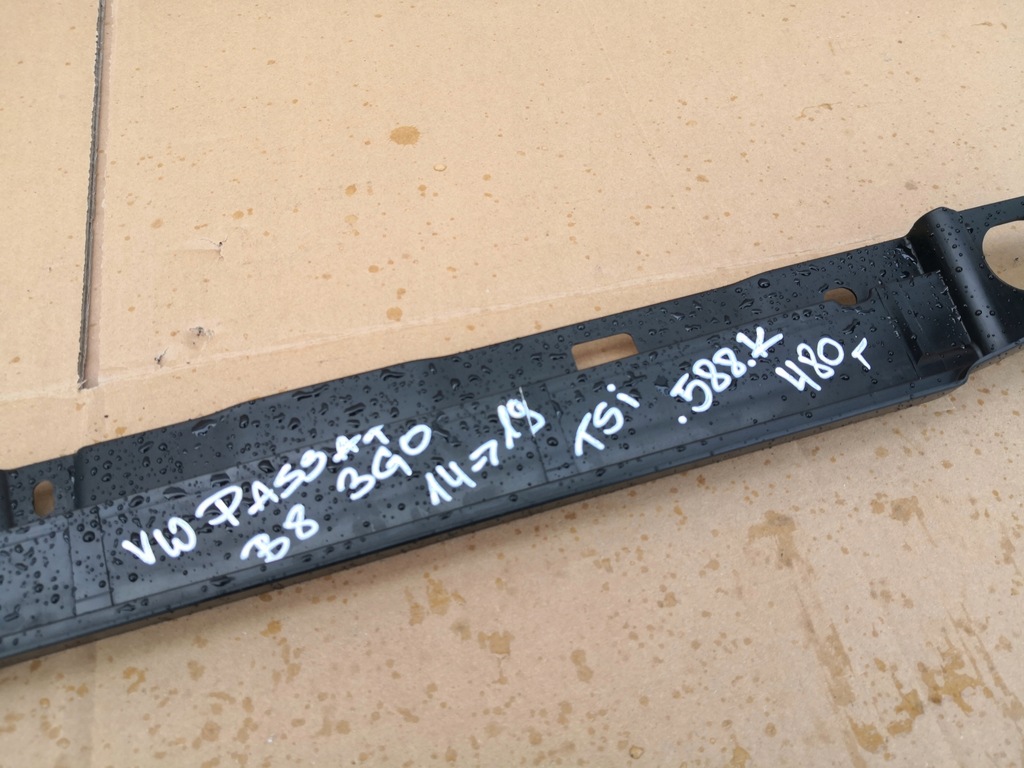 VW PASSAT
B8 3G0
14=>19
TSi
.588.K
480,-